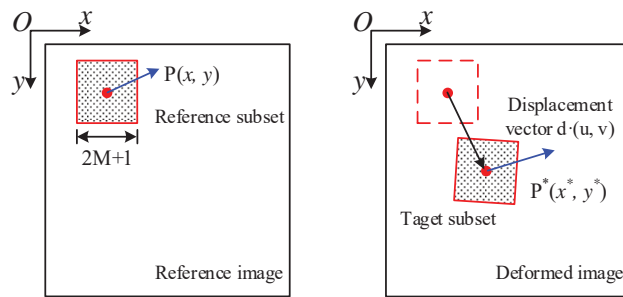 O x
y
P(x, y)
Reference subset
2M+1
Reference image
O x
y
Displacement
vector d·(u, v)
P*(x*, y*)
Taget subset
Deformed image